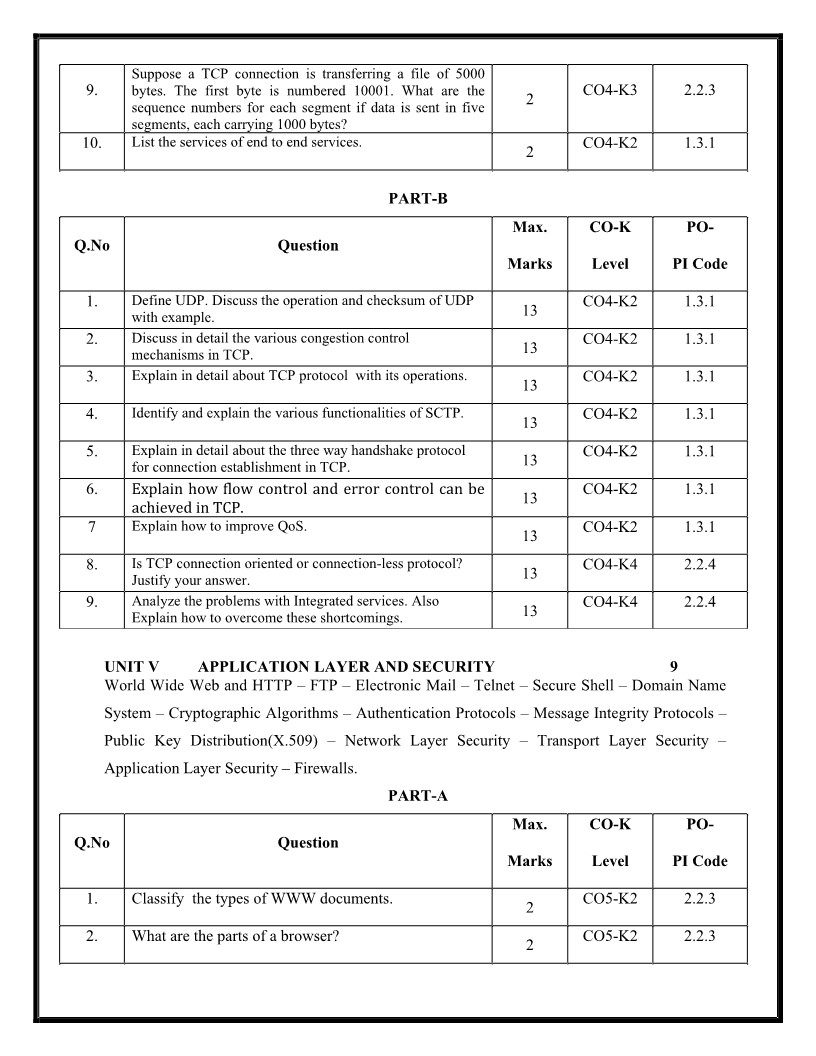 9.
Suppose a TCP connection is transferring a file of 5000
bytes. The first byte is numbered 10001. What are the
sequence numbers for each segment if data is sent in five
segments, each carrying 1000 bytes?
2
CO4-K3
2.2.3
10.
List the services of end to end services.
2
CO4-K2
1.3.1
PART-B
Q.No
Question
Max.
Marks
CO-K
Level
PO-
PI Code
1.
Define UDP. Discuss the operation and checksum of UDP
with example.
13
CO4-K2
1.3.1
2.
Discuss in detail the various congestion control
mechanisms in TCP.
13
CO4-K2
1.3.1
3.
Explain in detail about TCP protocol with its operations.
13
CO4-K2
1.3.1
4.
Identify and explain the various functionalities of SCTP.
13
CO4-K2
1.3.1
5.
Explain in detail about the three way handshake protocol
for connection establishment in TCP.
13
CO4-K2
1.3.1
6.
Explain how flow control and error control can be
achieved in TCP.
13
CO4-K2
1.3.1
7
Explain how to improve QoS.
13
CO4-K2
1.3.1
8.
Is TCP connection oriented or connection-less protocol?
Justify your answer.
13
CO4-K4
2.2.4
9.
Analyze the problems with Integrated services. Also
Explain how to overcome these shortcomings.
13
CO4-K4
2.2.4
UNIT V APPLICATION LAYER AND SECURITY 9
World Wide Web and HTTP – FTP – Electronic Mail – Telnet – Secure Shell – Domain Name
System – Cryptographic Algorithms – Authentication Protocols – Message Integrity Protocols –
Public Key Distribution(X.509) – Network Layer Security – Transport Layer Security –
Application Layer Security – Firewalls.
PART-A
Q.No
Question
Max.
Marks
CO-K
Level
PO-
PI Code
1.
Classify the types of WWW documents.
2
CO5-K2
2.2.3
2.
What are the parts of a browser?
2
CO5-K2
2.2.3